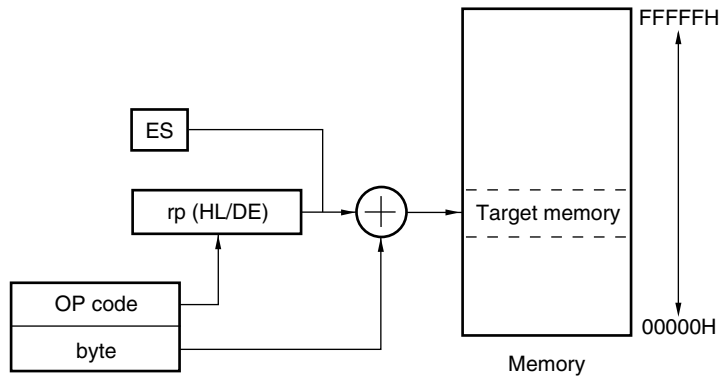 FFFFFH
ES
rp (HL/DE)
Target memory
OP code
byte
00000H
Memory